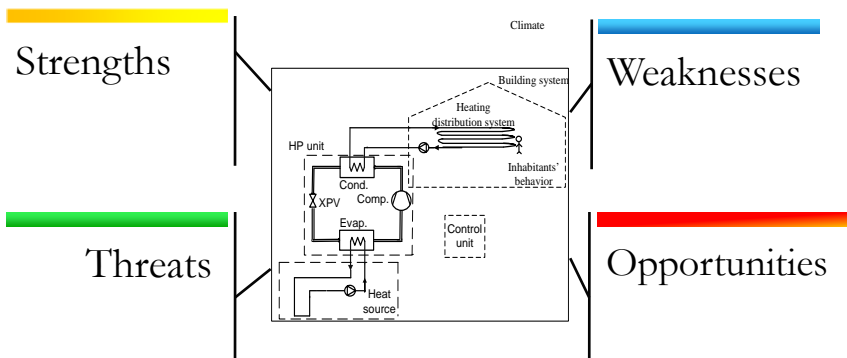 Strengths
Climate
Weaknesses
Building system
Heating
distribution system
HP unit
Inhabitants'
behavior
Cond.
XPV
Comp.
Evap.
Control
unit
Heat
source
Threats
Opportunities